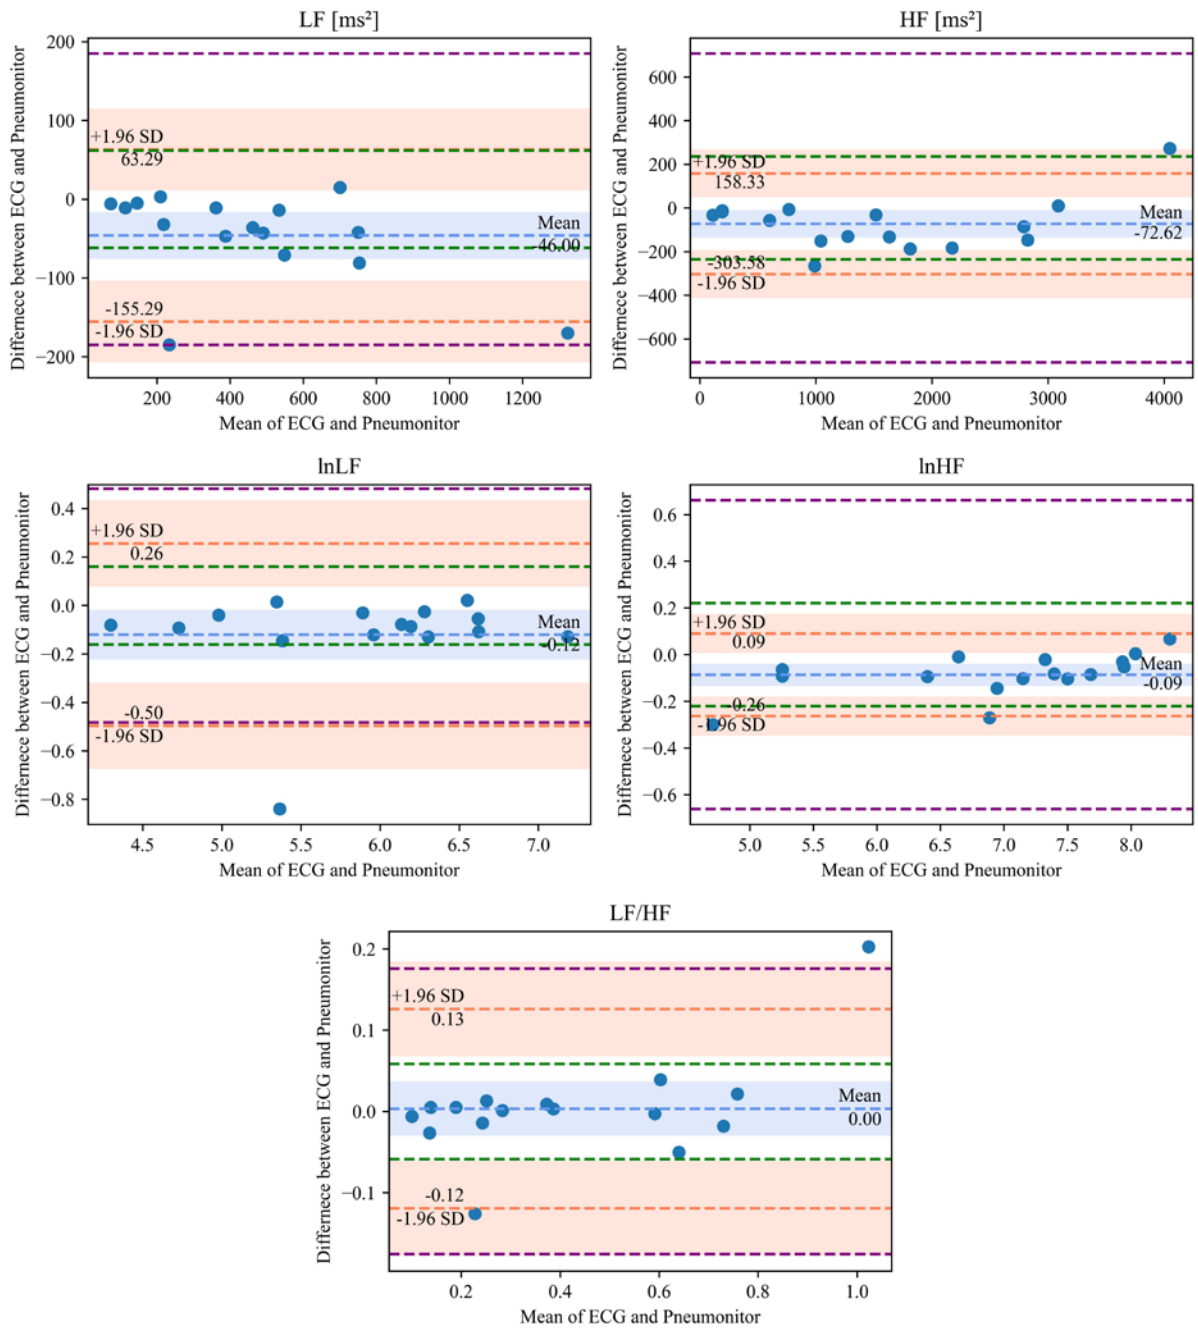 LF [ms²]
Differnece between ECG and Pneumonitor
200
100
0
−100
−200
+1.96 SD
63.29
Mean
-46.00
-155.29
-1.96 SD
200
400
600
800
1000
1200
Mean of ECG and Pneumonitor
HF [ms²]
Differnece between ECG and Pneumonitor
600
400
200
0
−200
−400
−600
+1.96 SD
158.33
Mean
-72.62
-303.58
-1.96 SD
0
1000
2000
3000
4000
Mean of ECG and Pneumonitor
lnLF
Differnece between ECG and Pneumonitor
0.4
0.2
0.0
−0.2
−0.4
−0.6
−0.8
+1.96 SD
0.26
Mean
-0.12
-0.50
-1.96 SD
4.5
5.0
5.5
6.0
6.5
7.0
Mean of ECG and Pneumonitor
lnHF
Differnece between ECG and Pneumonitor
0.6
0.4
0.2
0.0
−0.2
−0.4
−0.6
+1.96 SD
0.09
Mean
-0.09
-0.26
-1.96 SD
5.0
5.5
6.0
6.5
7.0
7.5
8.0
Mean of ECG and Pneumonitor
LF/HF
Differnece between ECG and Pneumonitor
0.2
0.1
0.0
−0.1
+1.96 SD
0.13
Mean
0.00
-0.12
-1.96 SD
0.2
0.4
0.6
0.8
1.0
Mean of ECG and Pneumonitor